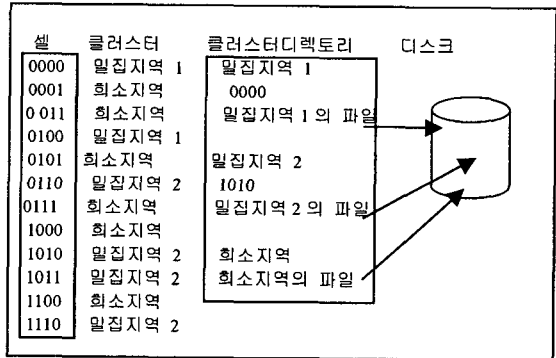 셀 클러스터 클러스터디렉토리 디스크
0000 밀집지역 1 밀집지역 1
0001 희소지역 0000
0011 희소지역 밀집지역 1 의 파일
0100 밀집지역 1
0101 희소지역 밀집지역 2
0110 밀집지역 2 1010
0111 희소지역 밀집지역 2 의 파일
1000 희소지역
1010 밀집지역 2 희소지역
1011 밀집지역 2 희소지역의 파일
1100 희소지역
1110 밀집지역 2